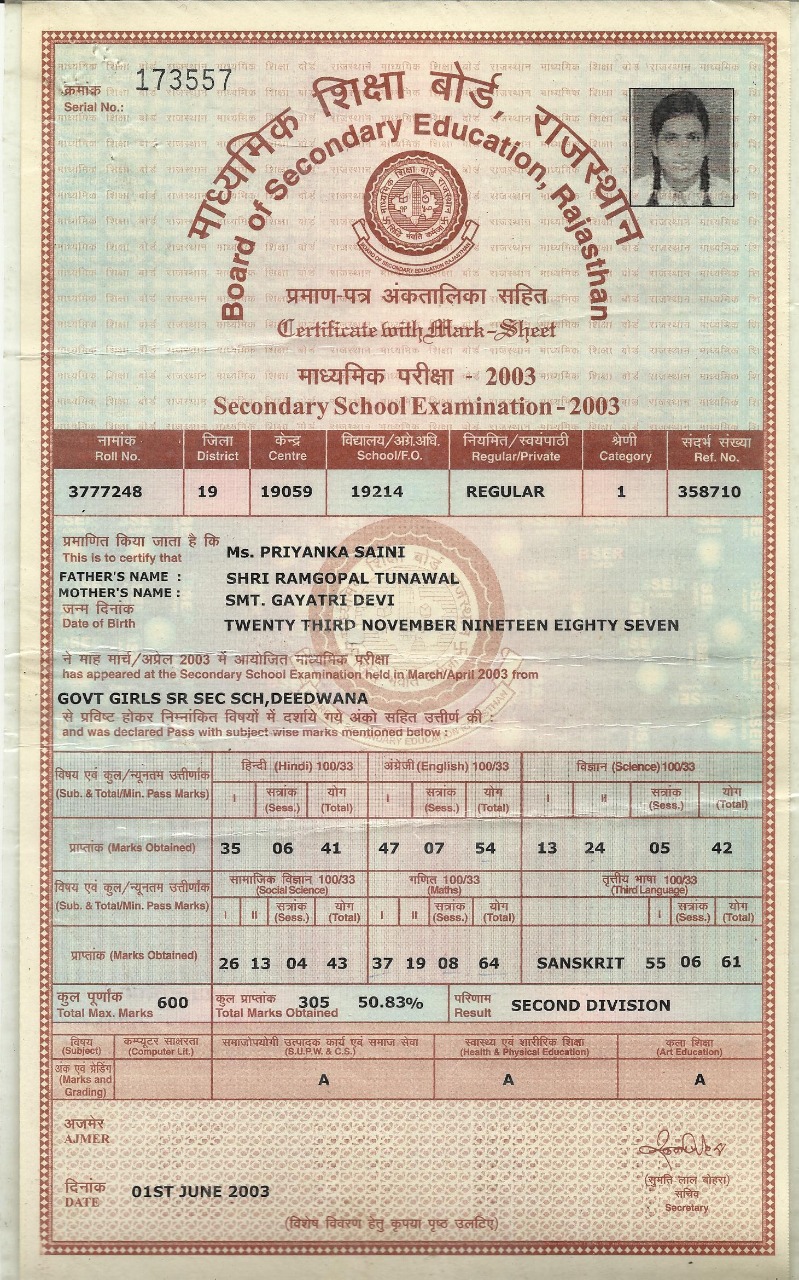 क्रमांक 173557
Serial No.:
माध्यमिक शिक्षा बोर्ड, राजस्थान
Board of Secondary Education, Rajasthan
प्रमाण-पत्र अंकतालिका सहित
Certificate with Mark-Sheet
माध्यमिक परीक्षा - 2003
Secondary School Examination - 2003
नामांक जिला केन्द्र विद्यालय/अग्रे.अधि. नियमित/स्वयंपाठी श्रेणी संदर्भ संख्या
Roll No. District Centre School/F.O. Regular/Private Category Ref. No.
3777248 19 19059 19214 REGULAR 1 358710
प्रमाणित किया जाता है कि
This is to certify that Ms. PRIYANKA SAINI
FATHER'S NAME : SHRI RAMGOPAL TUNAWAL
MOTHER'S NAME : SMT. GAYATRI DEVI
जन्म दिनांक
Date of Birth TWENTY THIRD NOVEMBER NINETEEN EIGHTY SEVEN
ने माह मार्च/अप्रेल 2003 में आयोजित माध्यमिक परीक्षा
has appeared at the Secondary School Examination held in March/April 2003 from
GOVT GIRLS SR SEC SCH,DEEDWANA
से प्रविष्ट होकर निम्नांकित विषयों में दर्शाये गये अंको सहित उत्तीर्ण की :
and was declared Pass with subject wise marks mentioned below :
विषय एवं कुल/न्यूनतम उत्तीर्णांक हिन्दी (Hindi) 100/33 अंग्रेजी (English) 100/33 विज्ञान (Science) 100/33
(Sub. & Total/Min. Pass Marks) I सत्रांक (Sess.) योग (Total) I सत्रांक (Sess.) योग (Total) I II सत्रांक (Sess.) योग (Total)
प्राप्तांक (Marks Obtained) 35 06 41 47 07 54 13 24 05 42
विषय एवं कुल/न्यूनतम उत्तीर्णांक सामाजिक विज्ञान 100/33 (Social Science) गणित 100/33 (Maths) तृतीय भाषा 100/33 (Third Language)
(Sub. & Total/Min. Pass Marks) I II सत्रांक (Sess.) योग (Total) I II सत्रांक (Sess.) योग (Total) I सत्रांक (Sess.) योग (Total)
प्राप्तांक (Marks Obtained) 26 13 04 43 37 19 08 64 SANSKRIT 55 06 61
कुल पूर्णांक 600 कुल प्राप्तांक 305 50.83% परिणाम SECOND DIVISION
Total Max. Marks Total Marks Obtained Result
विषय कम्प्यूटर साक्षरता समाजोपयोगी उत्पादक कार्य एवं समाज सेवा स्वास्थ्य एवं शारीरिक शिक्षा कला शिक्षा
(Subject) (Computer Lit.) (S.U.P.W. & C.S.) (Health & Physical Education) (Art Education)
अंक एवं ग्रेडिंग
(Marks and Grading) A A A
अजमेर
AJMER
दिनांक
DATE 01ST JUNE 2003
(सुमति लाल बोहरा)
सचिव
Secretary
(विशेष विवरण हेतु कृपया पृष्ठ उलटिए)